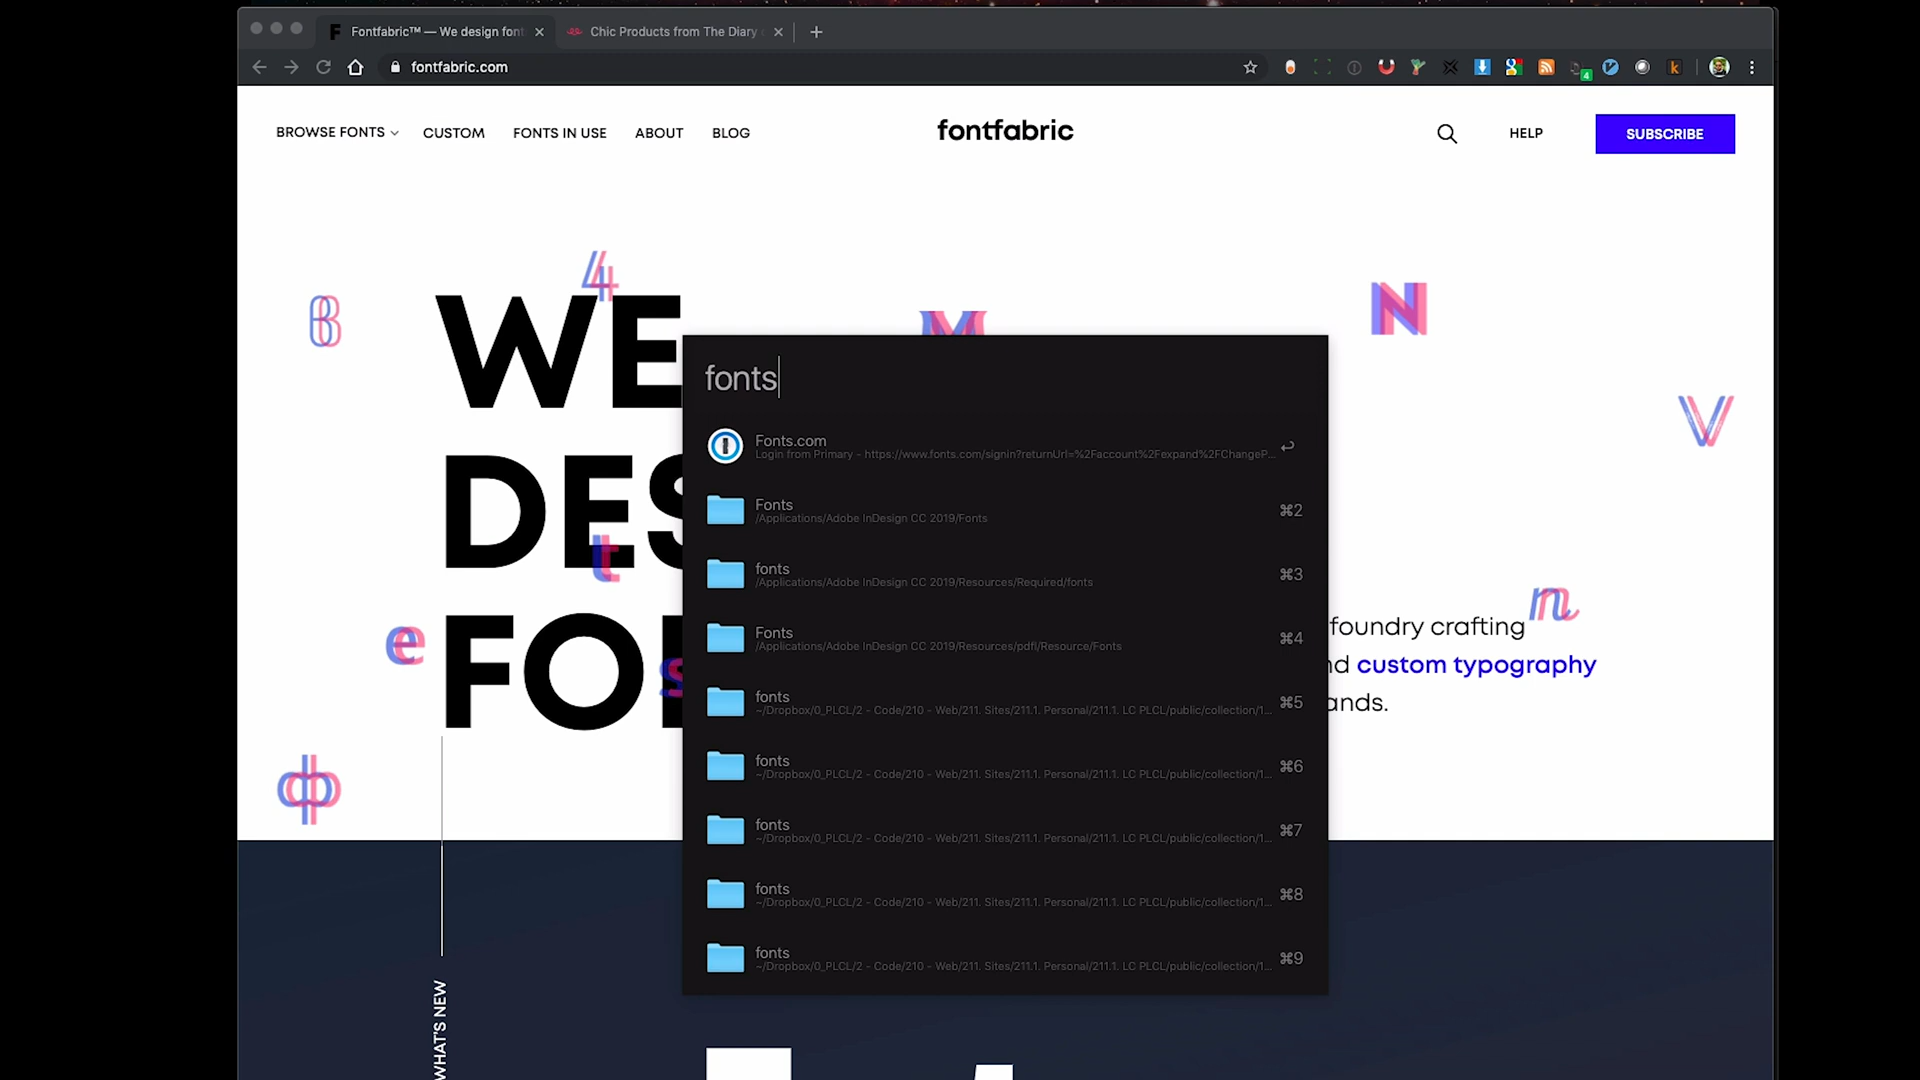 Fontfabric™ — We design font
Chic Products from The Diary
fontfabric.com
4
k
BROWSE FONTS
CUSTOM
FONTS IN USE
ABOUT
BLOG
fontfabric
HELP
SUBSCRIBE
4
N
M
V
WE
DES
FO
t
e
s
n
ф
fonts
Fonts.com
Login from Primary - https://www.fonts.com/signin?returnUrl=%2Faccount%2Fexpand%2FChangeP...
Fonts
/Applications/Adobe InDesign CC 2019/Fonts
⌘2
fonts
/Applications/Adobe InDesign CC 2019/Resources/Required/fonts
⌘3
Fonts
/Applications/Adobe InDesign CC 2019/Resources/pdfl/Resource/Fonts
⌘4
fonts
~/Dropbox/0_PLCL/2 - Code/210 - Web/211. Sites/211.1. Personal/211.1. LC PLCL/public/collection/1...
⌘5
fonts
~/Dropbox/0_PLCL/2 - Code/210 - Web/211. Sites/211.1. Personal/211.1. LC PLCL/public/collection/1...
⌘6
fonts
~/Dropbox/0_PLCL/2 - Code/210 - Web/211. Sites/211.1. Personal/211.1. LC PLCL/public/collection/1...
⌘7
fonts
~/Dropbox/0_PLCL/2 - Code/210 - Web/211. Sites/211.1. Personal/211.1. LC PLCL/public/collection/1...
⌘8
fonts
~/Dropbox/0_PLCL/2 - Code/210 - Web/211. Sites/211.1. Personal/211.1. LC PLCL/public/collection/1...
⌘9
foundry crafting
nd custom typography
ands.
WHAT'S NEW